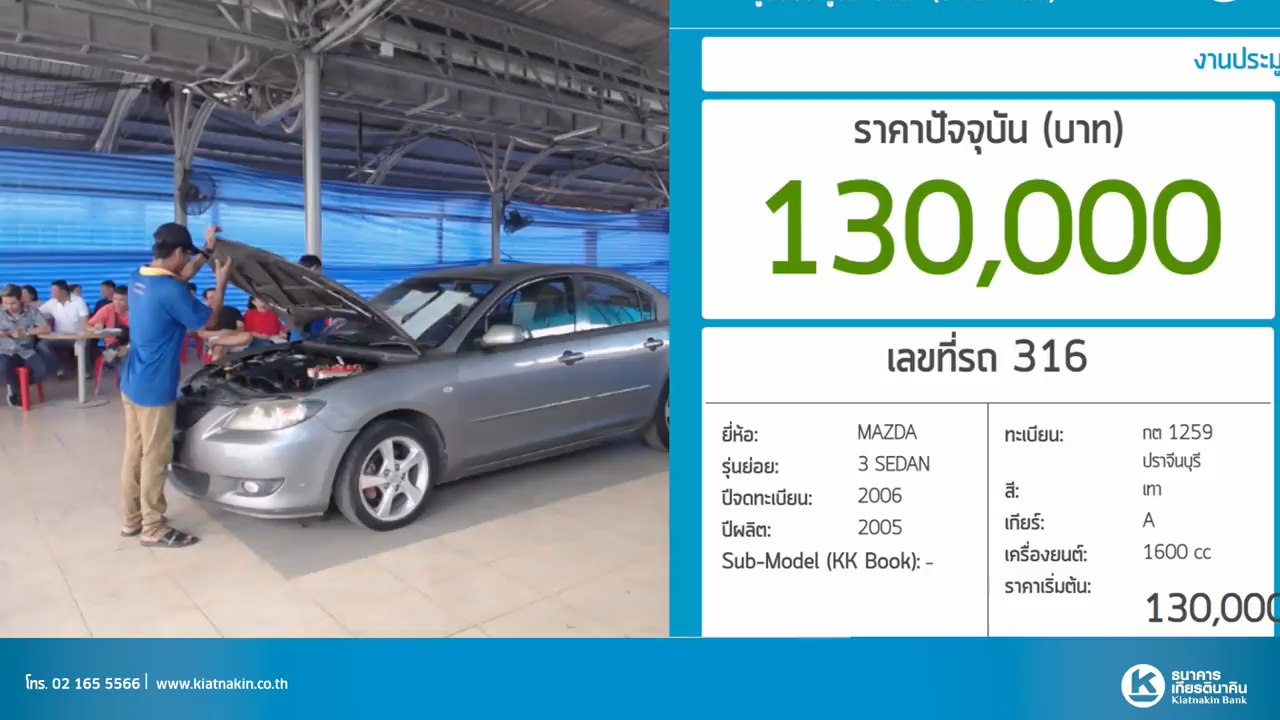 งานประมู
ราคาปัจจุบัน (บาท)
130,000
เลขที่รถ 316
ยี่ห้อ: MAZDA
รุ่นย่อย: 3 SEDAN
ปีจดทะเบียน: 2006
ปีผลิต: 2005
Sub-Model (KK Book): -
ทะเบียน: กต 1259
ปราจีนบุรี
สี: เทา
เกียร์: A
เครื่องยนต์: 1600 cc
ราคาเริ่มต้น: 130,000
โทร. 02 165 5566 | www.kiatnakin.co.th
ธนาคาร
เกียรตินาคิน
Kiatnakin Bank